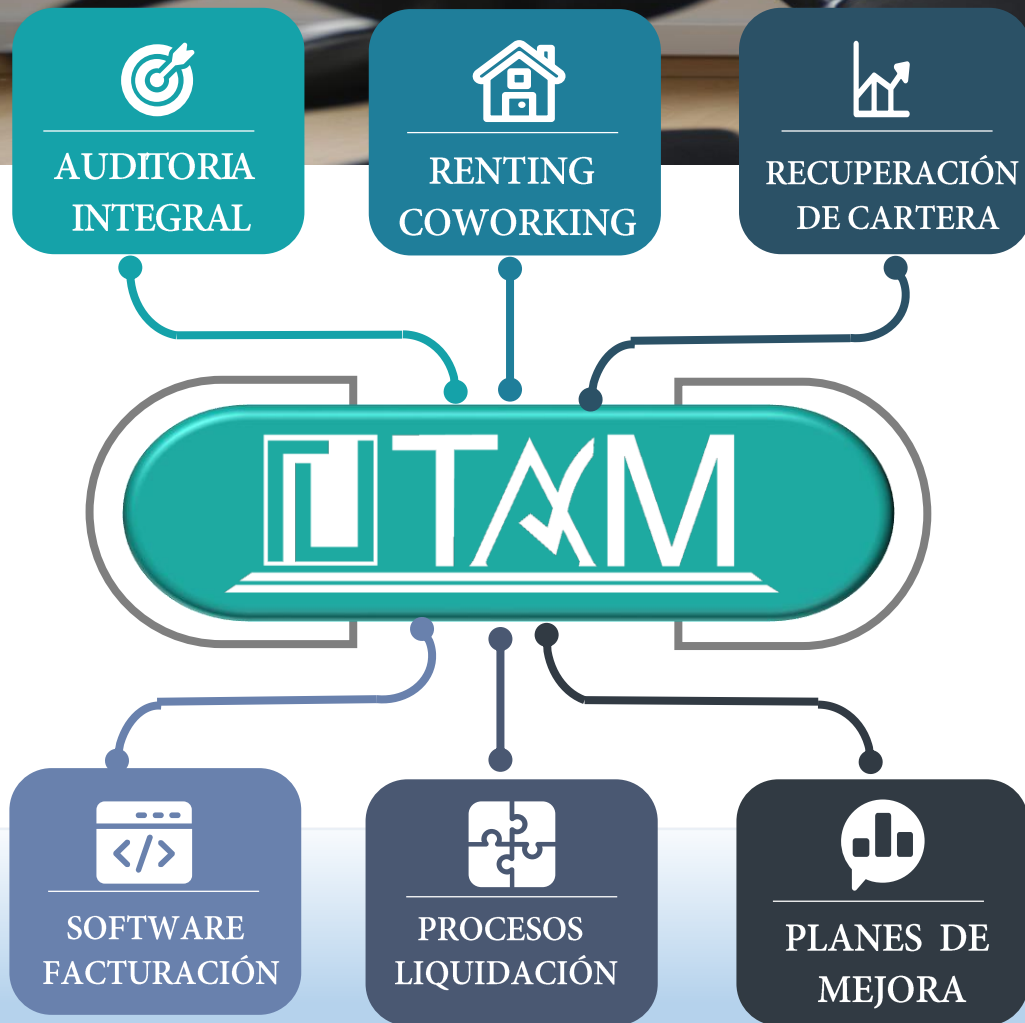 AUDITORIA
INTEGRAL
RENTING
COWORKING
RECUPERACIÓN
DE CARTERA
TAM
SOFTWARE
FACTURACIÓN
PROCESOS
LIQUIDACIÓN
PLANES DE
MEJORA